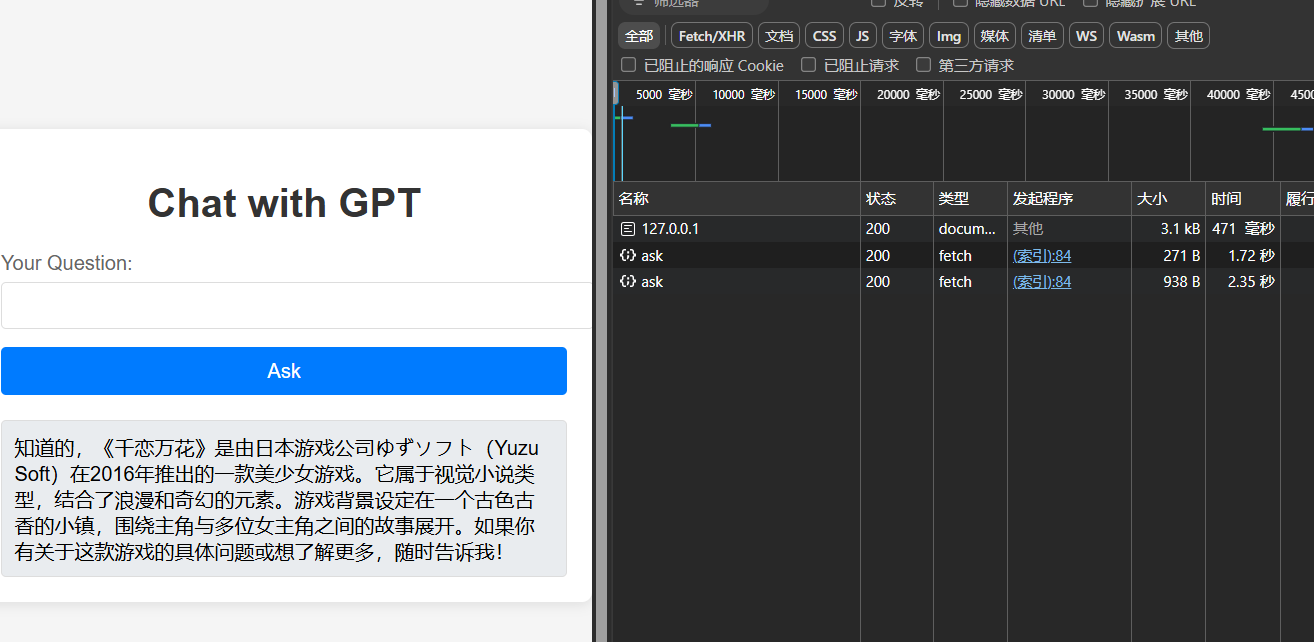 Chat with GPT
Your Question:
Ask
知道的，《千恋万花》是由日本游戏公司ゆずソフト（Yuzu
Soft）在2016年推出的一款美少女游戏。它属于视觉小说类
型，结合了浪漫和奇幻的元素。游戏背景设定在一个古色古
香的小镇，围绕主角与多位女主角之间的故事展开。如果你
有关于这款游戏的具体问题或想了解更多，随时告诉我！
筛选器 反转 隐藏数据 URL 隐藏扩展 URL
全部 Fetch/XHR 文档 CSS JS 字体 Img 媒体 清单 WS Wasm 其他
已阻止的响应 Cookie 已阻止请求 第三方请求
5000 毫秒 10000 毫秒 15000 毫秒 20000 毫秒 25000 毫秒 30000 毫秒 35000 毫秒 40000 毫秒
名称 状态 类型 发起程序 大小 时间 履行
127.0.0.1 200 docum... 其他 3.1 kB 471 毫秒
ask 200 fetch (索引):84 271 B 1.72 秒
ask 200 fetch (索引):84 938 B 2.35 秒